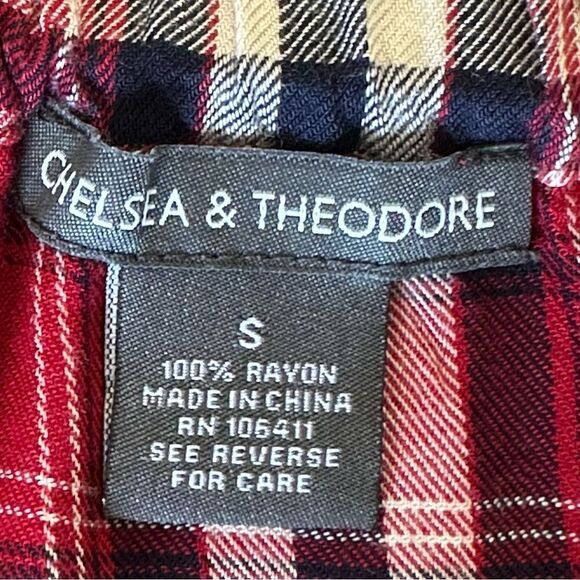 CHELSEA & THEODORE
S
100% RAYON
MADE IN CHINA
RN 106411
SEE REVERSE
FOR CARE